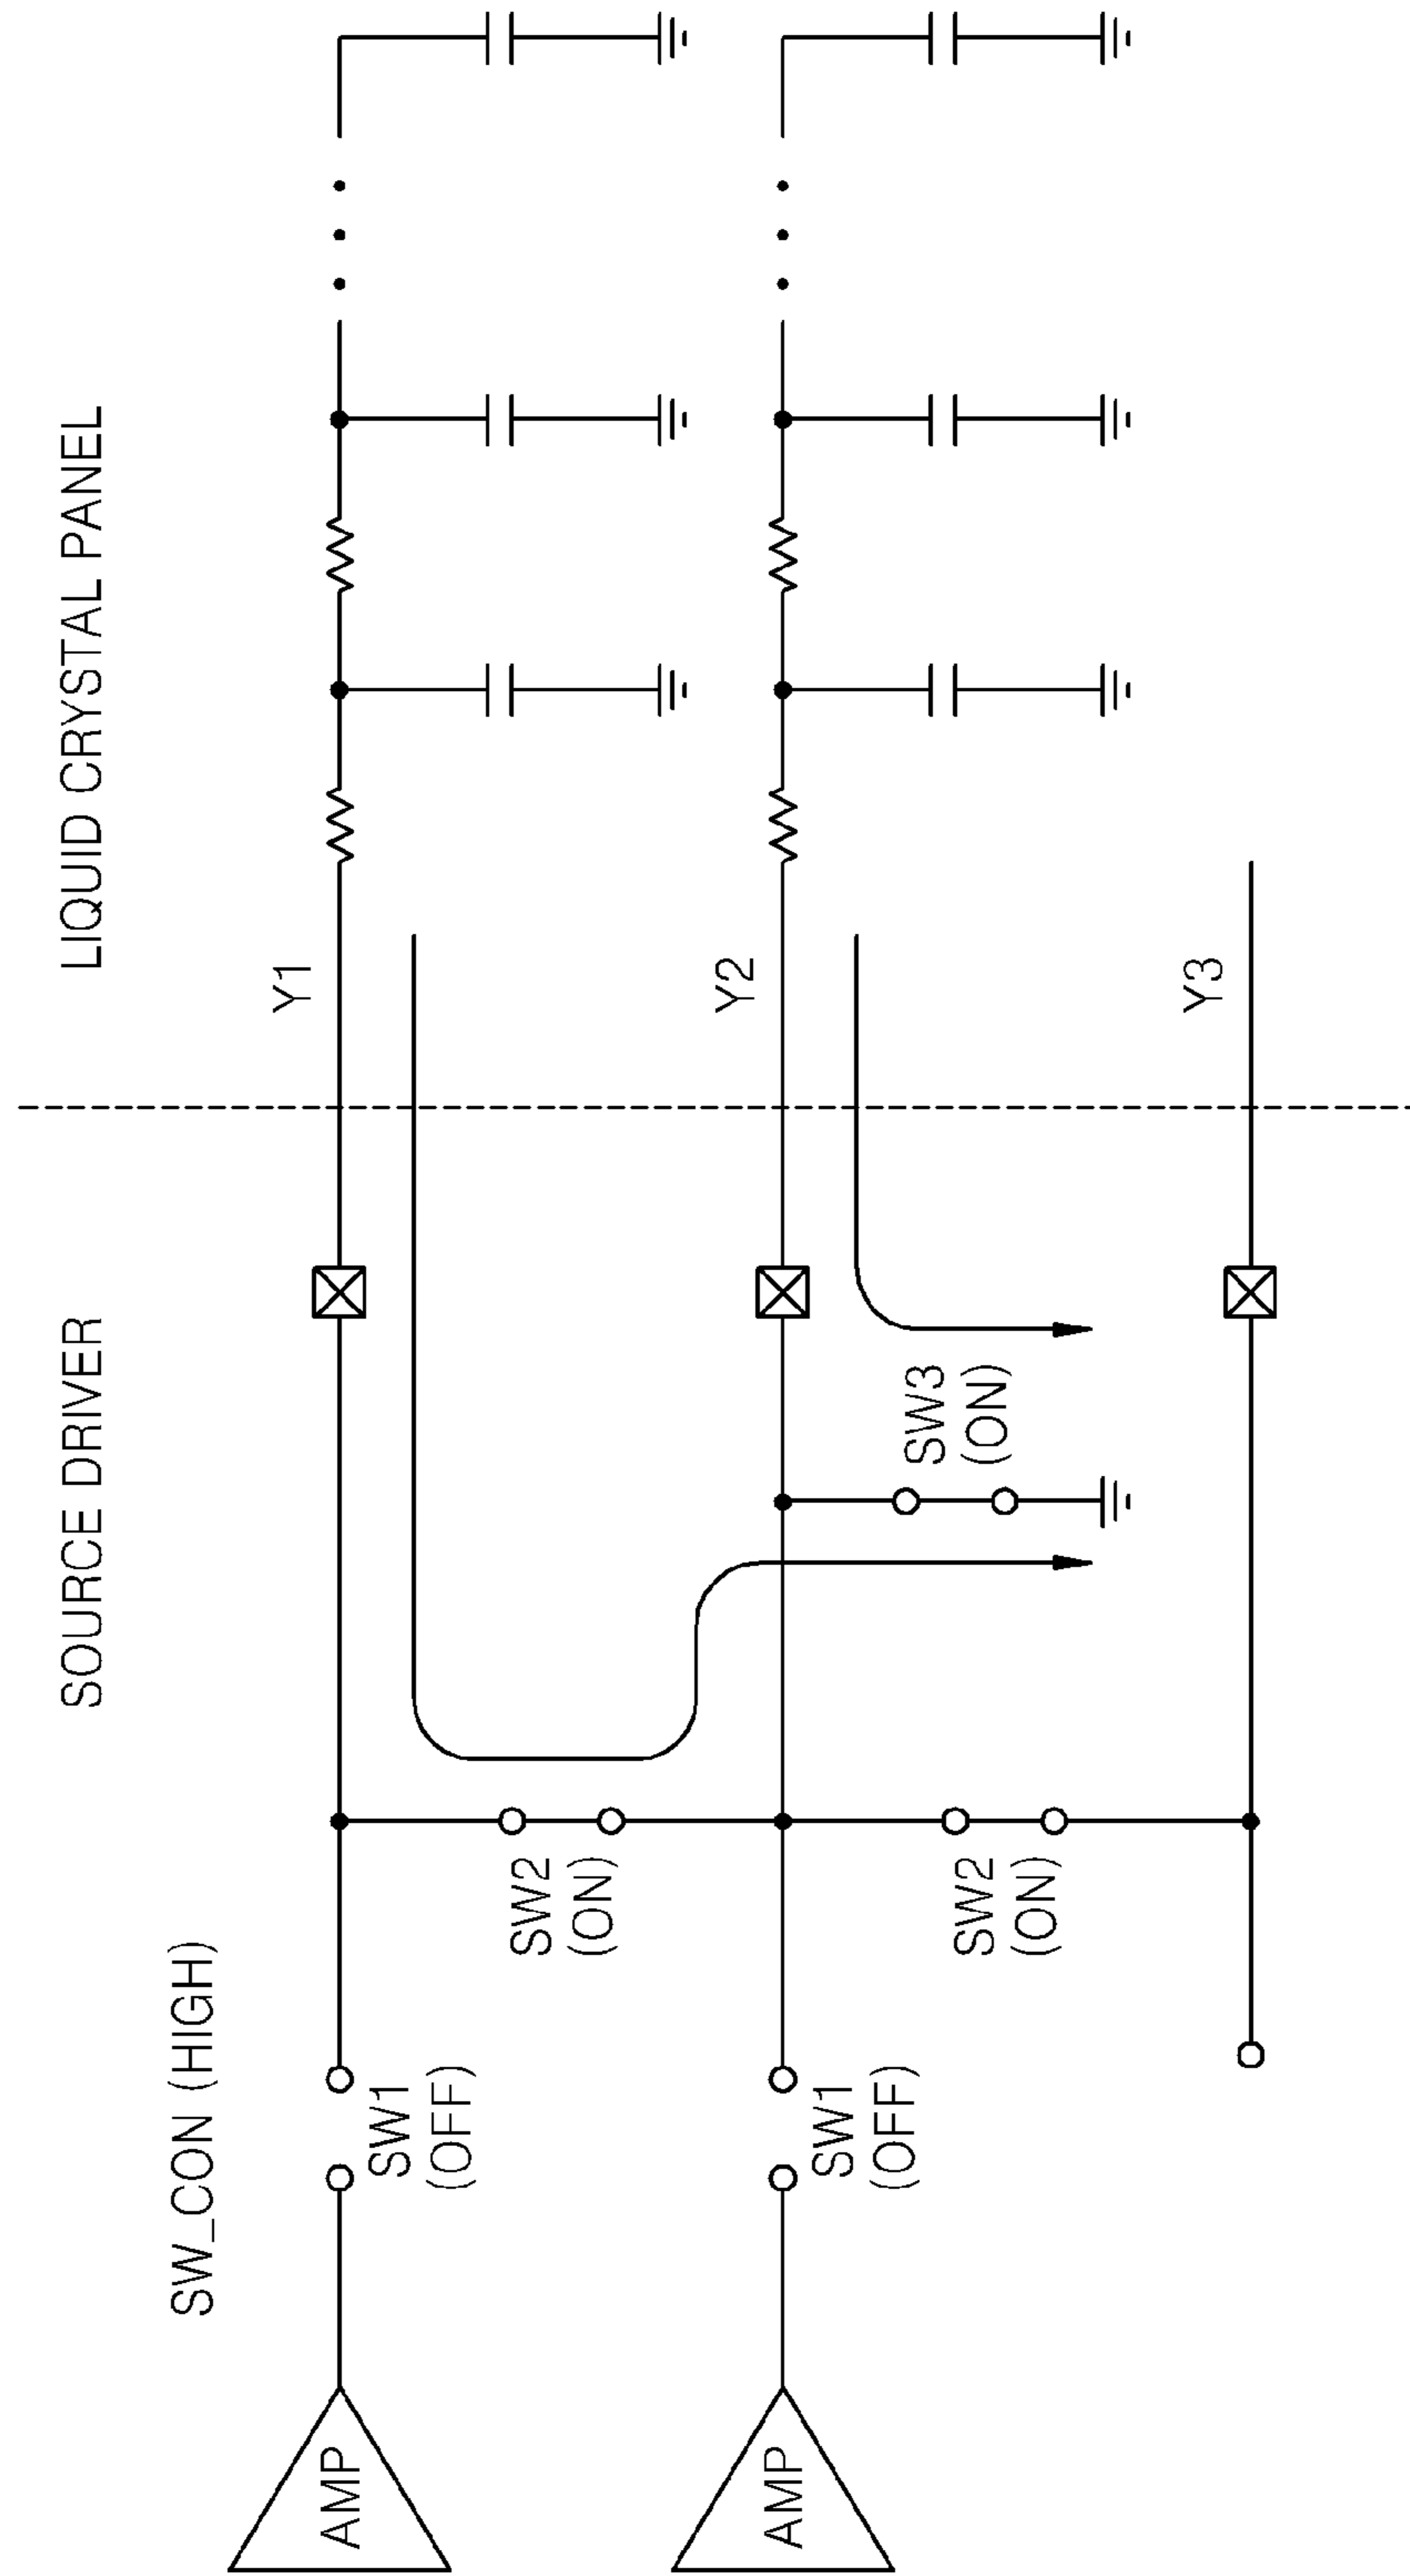 SOURCE DRIVER
LIQUID CRYSTAL PANEL
SW_CON (HIGH)
AMP
SW1
(OFF)
Y1
SW2
(ON)
AMP
SW1
(OFF)
Y2
SW3
(ON)
SW2
(ON)
Y3